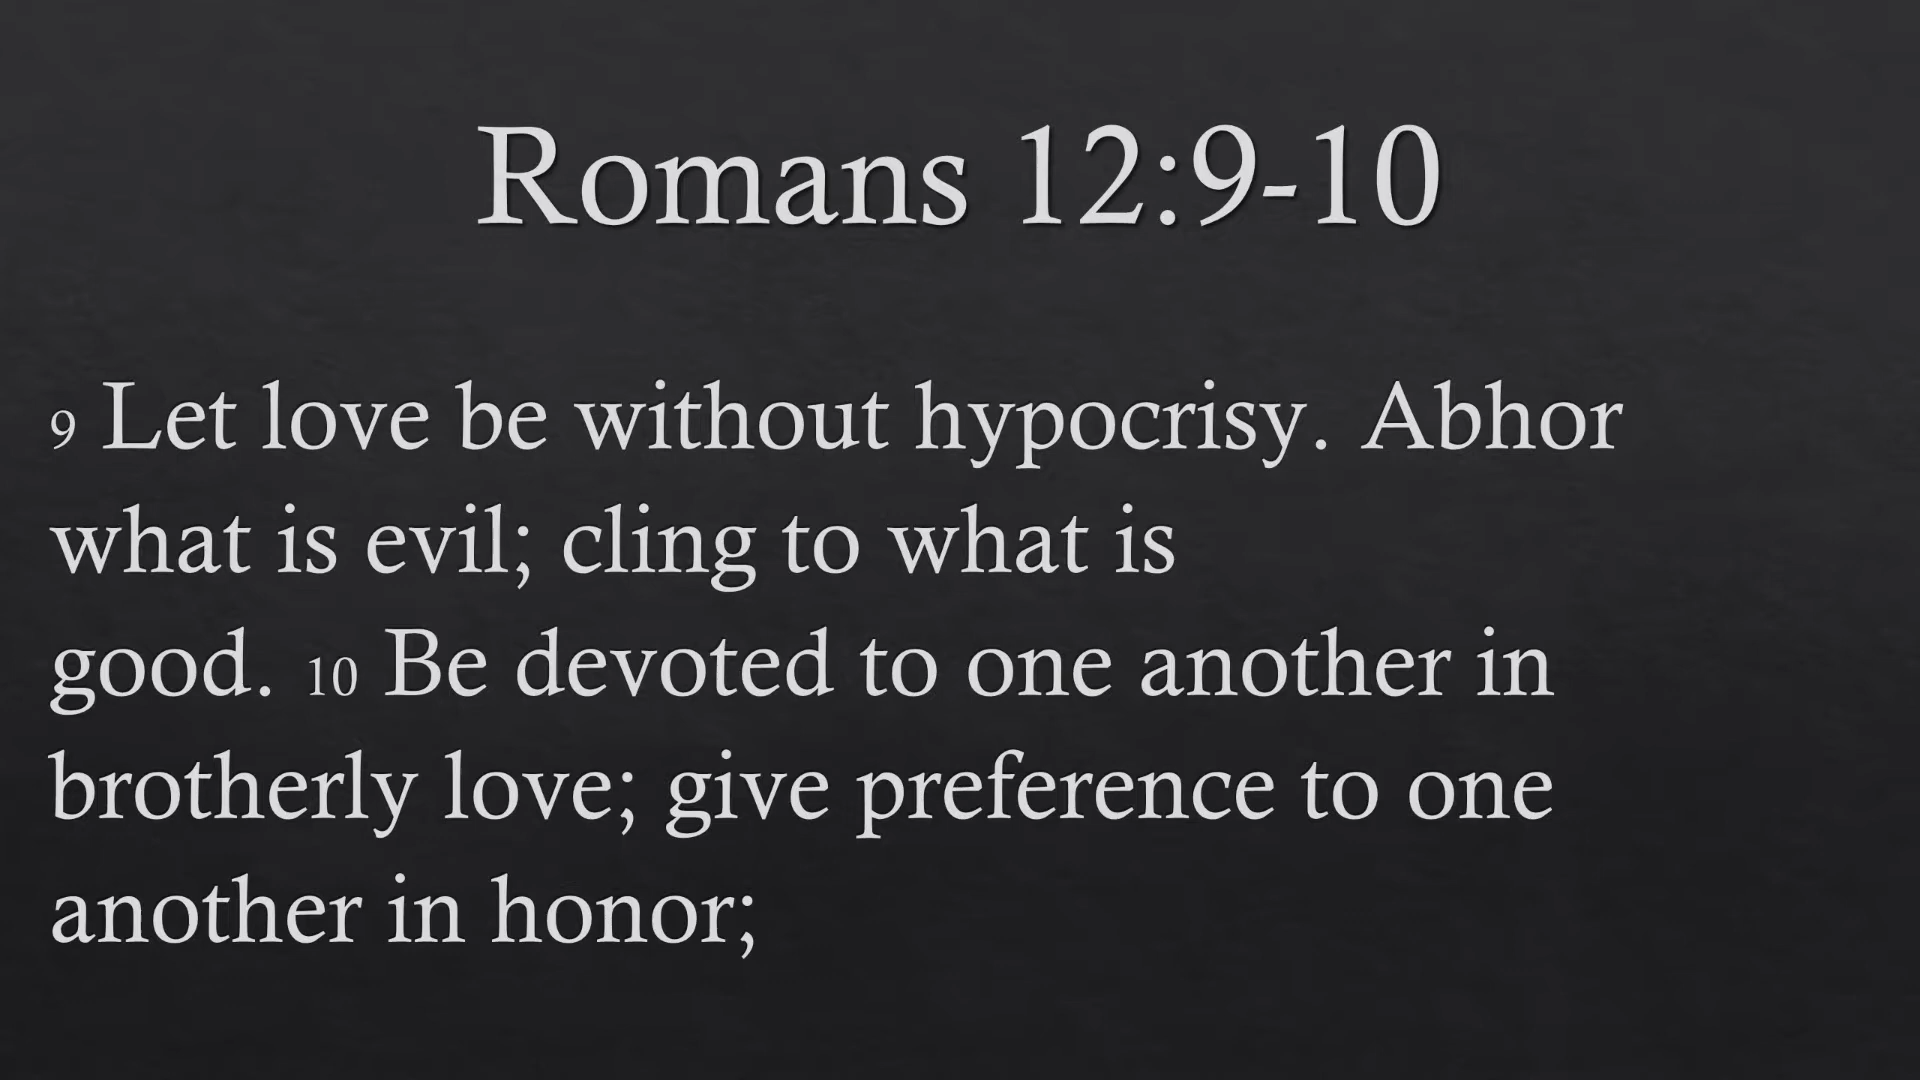 Romans 12:9-10
9 Let love be without hypocrisy. Abhor
what is evil; cling to what is
good. 10 Be devoted to one another in
brotherly love; give preference to one
another in honor;